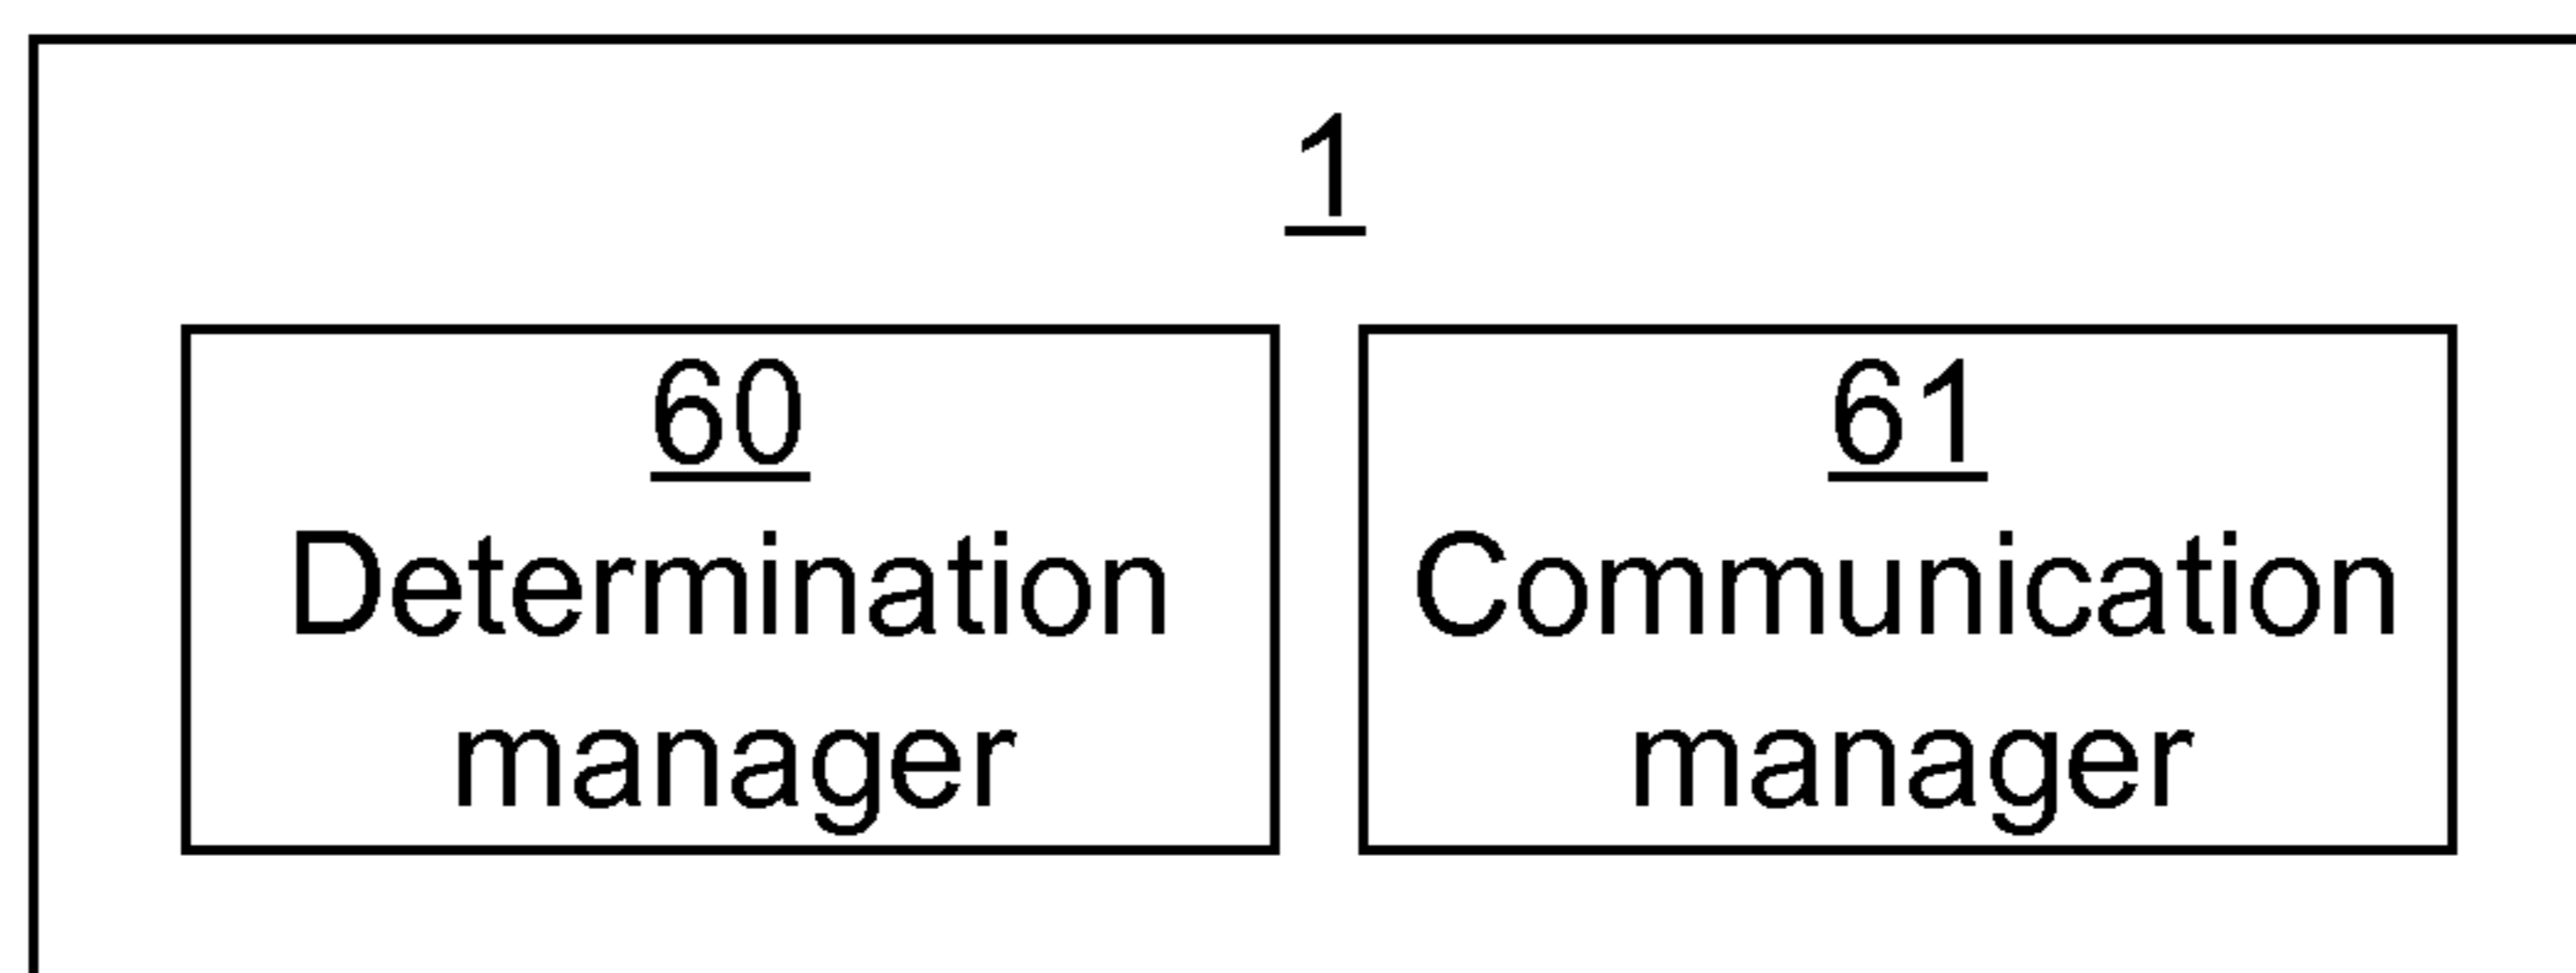 1
60
Determination
manager
61
Communication
manager